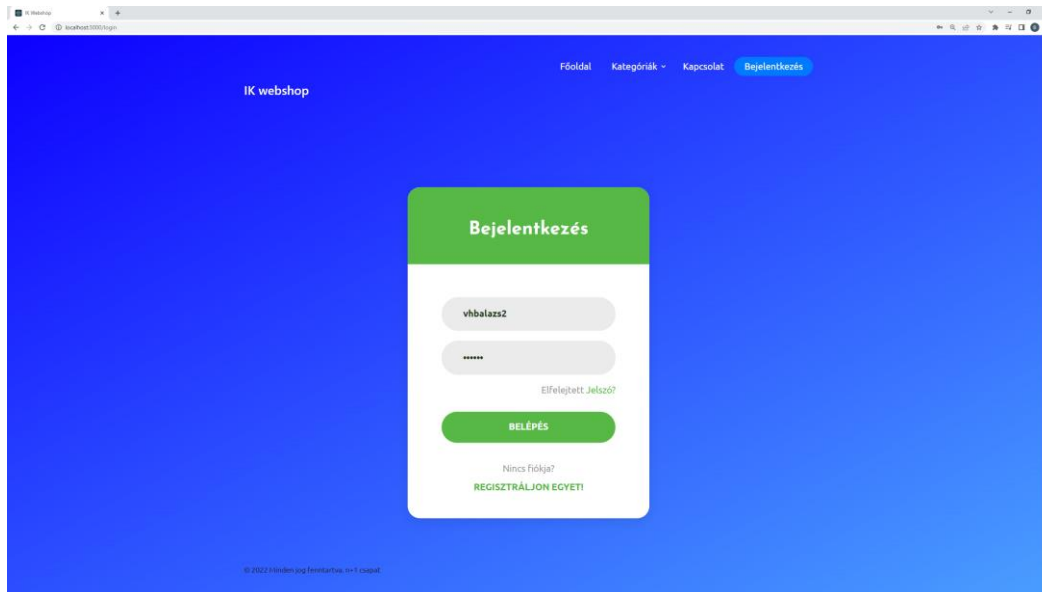 IK Webshop
localhost:5000/login
Főoldal Kategóriák Kapcsolat Bejelentkezés
IK webshop
Bejelentkezés
vhbalazs2
••••••
Elfelejtett Jelszó?
BELÉPÉS
Nincs fiókja?
REGISZTRÁLJON EGYET!
© 2022 Minden jog fenntartva, n+1 csapat